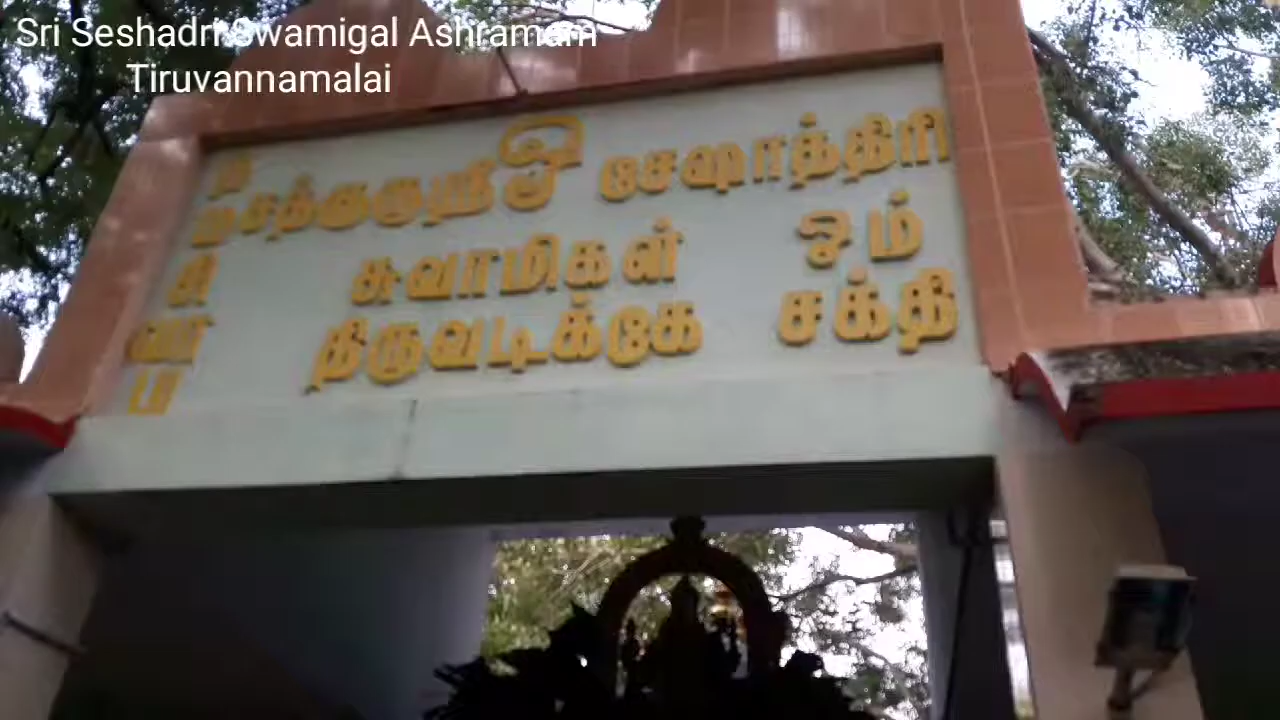 Sri Seshadri Swamigal Ashramam
Tiruvannamalai
ந
ம
சி
வா
ய
ஓ
சத்குருஸ்ரீ சேஷாத்திரி
சுவாமிகள்
திருவடிக்கே
ஓம்
சக்தி